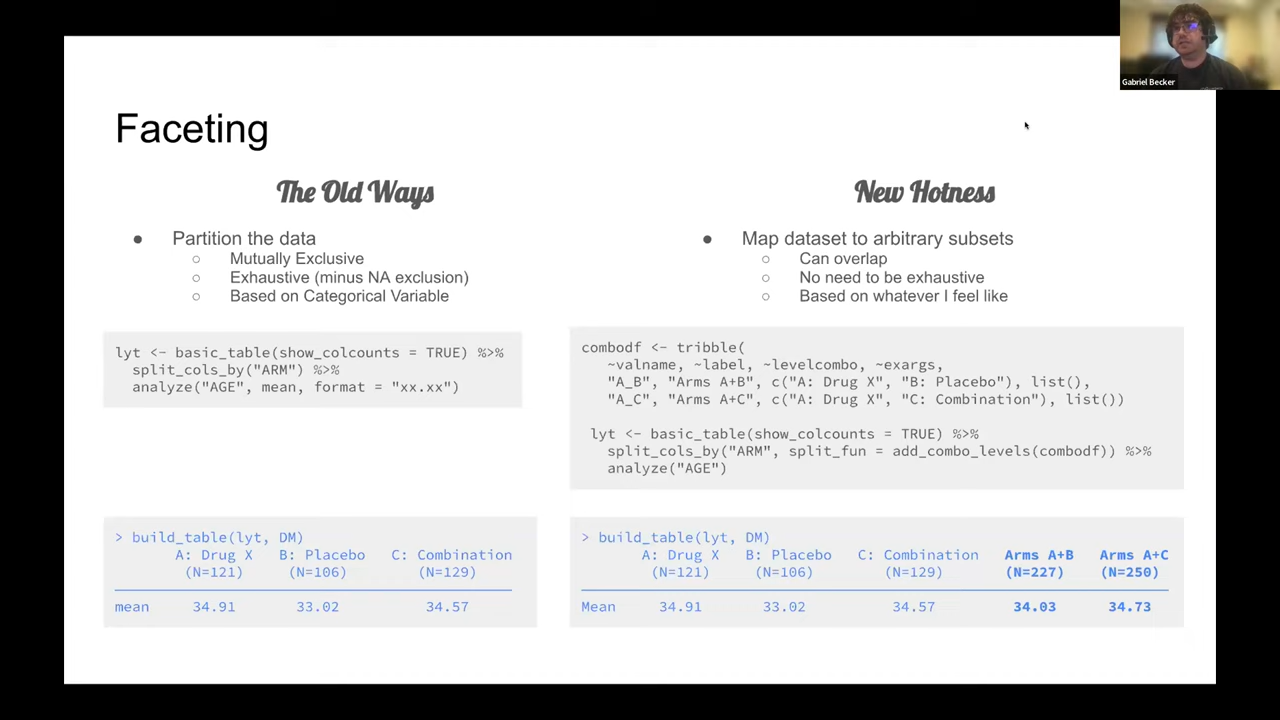 Gabriel Becker
Faceting
The Old Ways
● Partition the data
○ Mutually Exclusive
○ Exhaustive (minus NA exclusion)
○ Based on Categorical Variable
lyt <- basic_table(show_colcounts = TRUE) %>%
split_cols_by("ARM") %>%
analyze("AGE", mean, format = "xx.xx")
> build_table(lyt, DM)
A: Drug X B: Placebo C: Combination
(N=121) (N=106) (N=129)
mean 34.91 33.02 34.57
New Hotness
● Map dataset to arbitrary subsets
○ Can overlap
○ No need to be exhaustive
○ Based on whatever I feel like
combodf <- tribble(
~valname, ~label, ~levelcombo, ~exargs,
"A_B", "Arms A+B", c("A: Drug X", "B: Placebo"), list(),
"A_C", "Arms A+C", c("A: Drug X", "C: Combination"), list())
lyt <- basic_table(show_colcounts = TRUE) %>%
split_cols_by("ARM", split_fun = add_combo_levels(combodf)) %>%
analyze("AGE")
> build_table(lyt, DM)
A: Drug X B: Placebo C: Combination Arms A+B Arms A+C
(N=121) (N=106) (N=129) (N=227) (N=250)
Mean 34.91 33.02 34.57 34.03 34.73